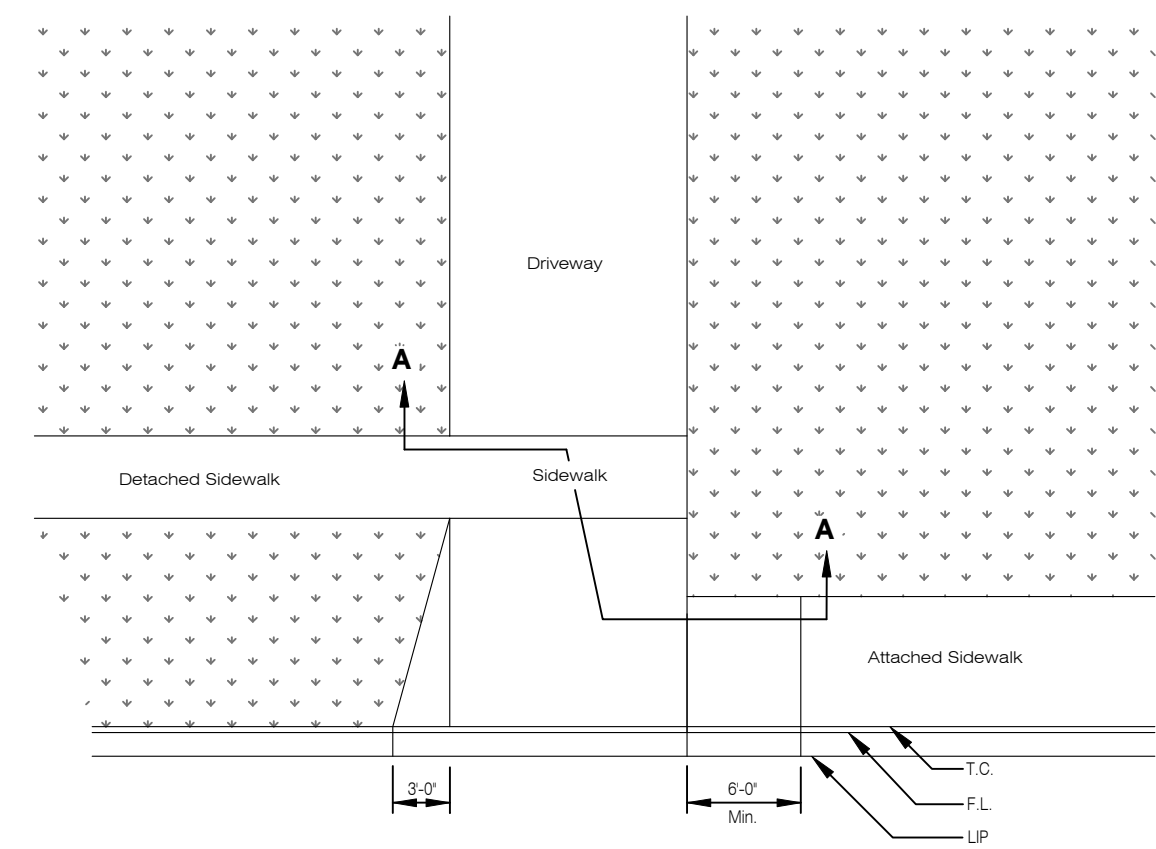 Driveway
A
Detached Sidewalk
Sidewalk
A
Attached Sidewalk
T.C.
3'-0"
6'-0"
F.L.
Min.
LIP